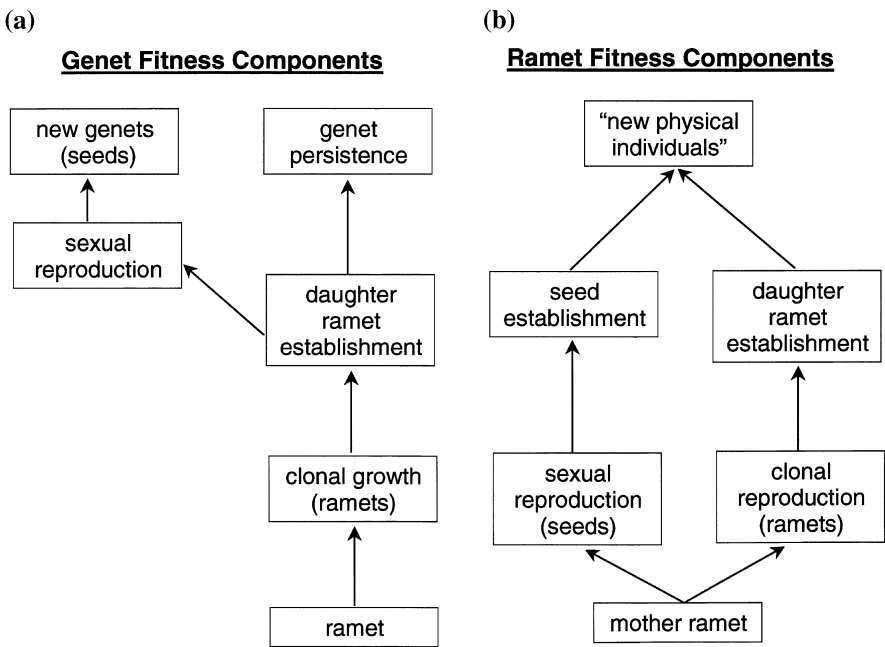 (a)
Genet Fitness Components
new genets
(seeds)
genet
persistence
sexual
reproduction
daughter
ramet
establishment
clonal growth
(ramets)
ramet
(b)
Ramet Fitness Components
“new physical
individuals”
seed
establishment
daughter
ramet
establishment
sexual
reproduction
(seeds)
clonal
reproduction
(ramets)
mother ramet